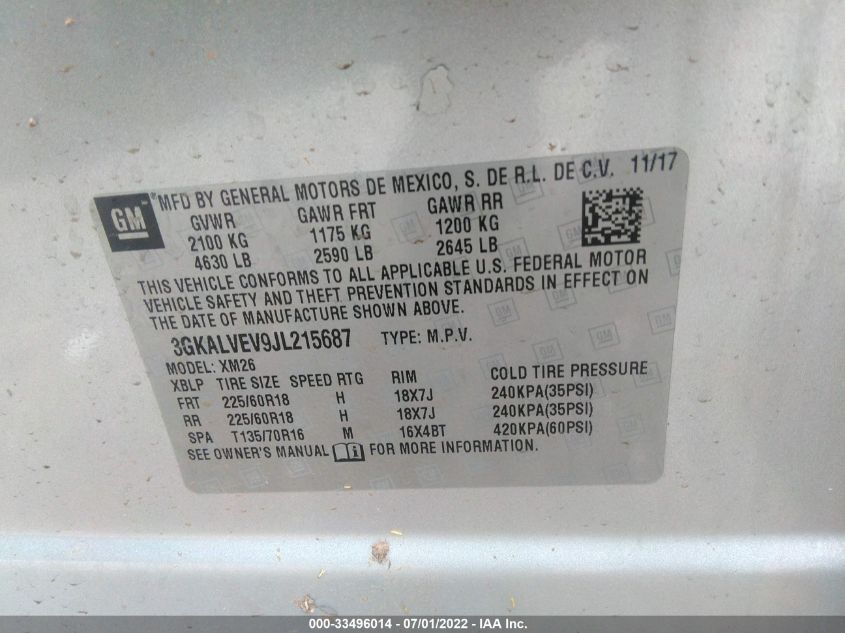 GM
MFD BY GENERAL MOTORS DE MEXICO, S. DE R.L. DE C.V. 11/17
GVWR GAWR FRT GAWR RR
2100 KG 1175 KG 1200 KG
4630 LB 2590 LB 2645 LB
THIS VEHICLE CONFORMS TO ALL APPLICABLE U.S. FEDERAL MOTOR
VEHICLE SAFETY AND THEFT PREVENTION STANDARDS IN EFFECT ON
THE DATE OF MANUFACTURE SHOWN ABOVE.
3GKALVEV9JL215687 TYPE: M.P.V.
MODEL: XM26
XBLP TIRE SIZE SPEED RTG RIM COLD TIRE PRESSURE
FRT 225/60R18 H 18X7J 240KPA(35PSI)
RR 225/60R18 H 18X7J 240KPA(35PSI)
SPA T135/70R16 M 16X4BT 420KPA(60PSI)
SEE OWNER'S MANUAL FOR MORE INFORMATION.
000-33496014 - 07/01/2022 - IAA Inc.